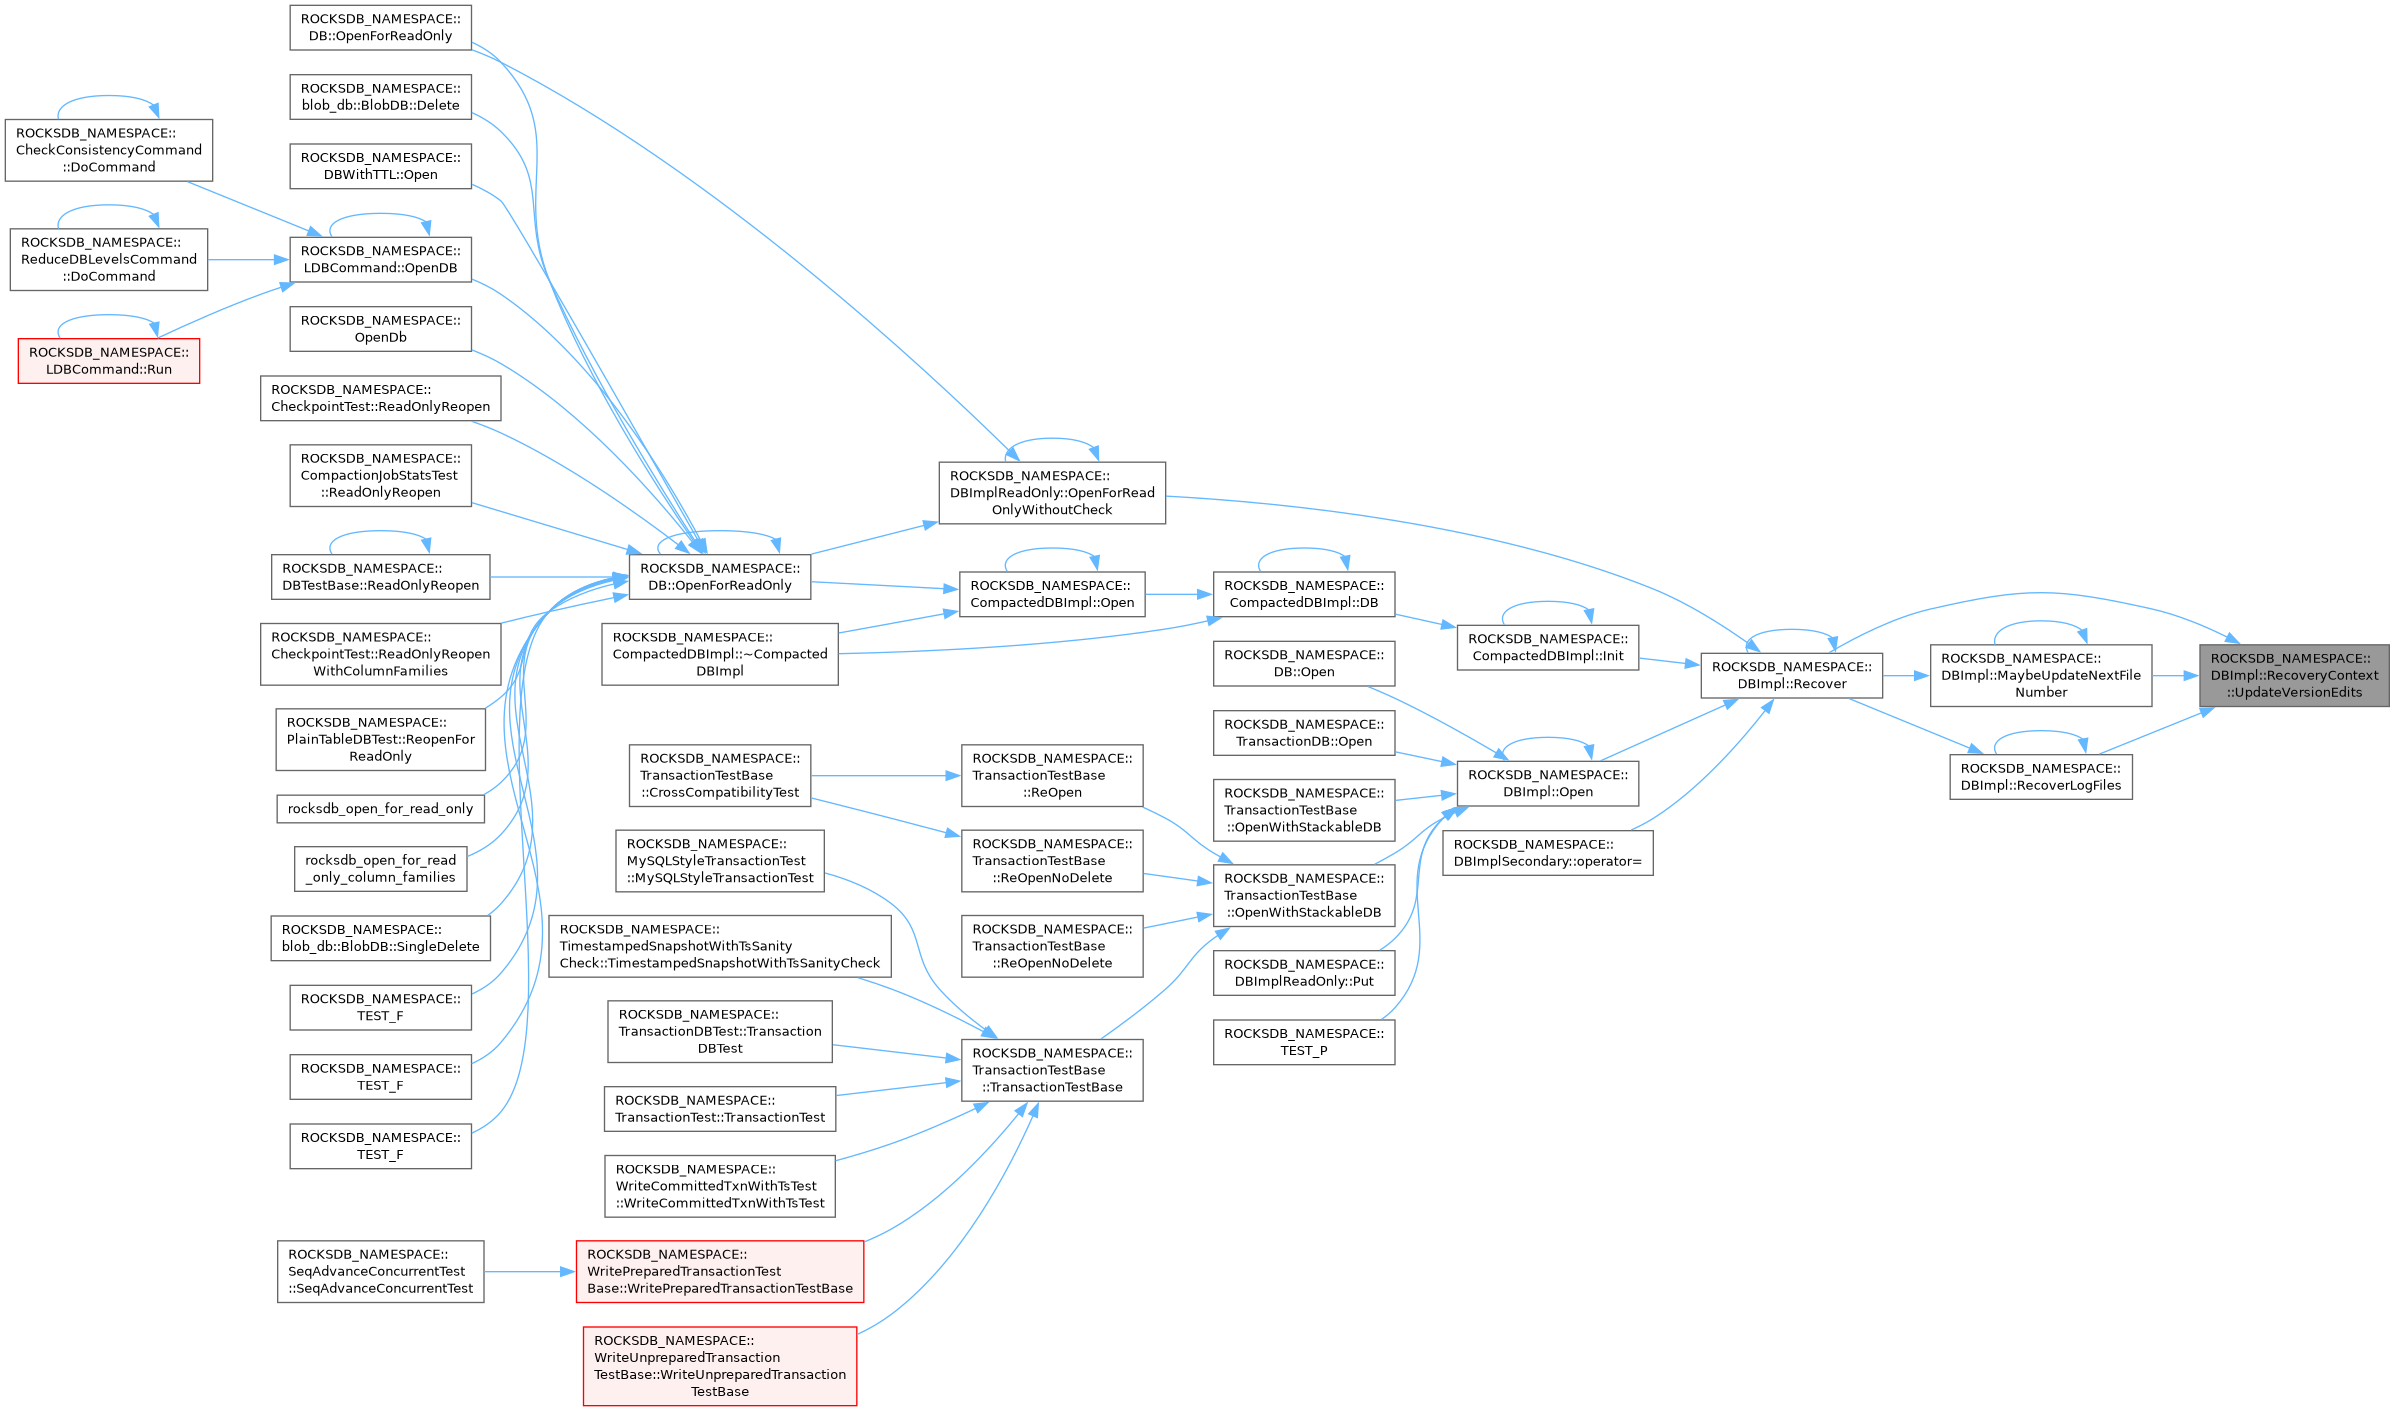 ROCKSDB_NAMESPACE::
DB::OpenForReadOnly
ROCKSDB_NAMESPACE::
blob_db::BlobDB::Delete
ROCKSDB_NAMESPACE::
DBWithTTL::Open
ROCKSDB_NAMESPACE::
CheckConsistencyCommand
::DoCommand
ROCKSDB_NAMESPACE::
ReduceDBLevelsCommand
::DoCommand
ROCKSDB_NAMESPACE::
LDBCommand::Run
ROCKSDB_NAMESPACE::
LDBCommand::OpenDB
ROCKSDB_NAMESPACE::
OpenDb
ROCKSDB_NAMESPACE::
CheckpointTest::ReadOnlyReopen
ROCKSDB_NAMESPACE::
CompactionJobStatsTest
::ReadOnlyReopen
ROCKSDB_NAMESPACE::
DBTestBase::ReadOnlyReopen
ROCKSDB_NAMESPACE::
CheckpointTest::ReadOnlyReopen
WithColumnFamilies
ROCKSDB_NAMESPACE::
PlainTableDBTest::ReopenFor
ReadOnly
rocksdb_open_for_read_only
rocksdb_open_for_read
_only_column_families
ROCKSDB_NAMESPACE::
blob_db::BlobDB::SingleDelete
ROCKSDB_NAMESPACE::
TEST_F
ROCKSDB_NAMESPACE::
TEST_F
ROCKSDB_NAMESPACE::
TEST_F
ROCKSDB_NAMESPACE::
SeqAdvanceConcurrentTest
::SeqAdvanceConcurrentTest
ROCKSDB_NAMESPACE::
DB::OpenForReadOnly
ROCKSDB_NAMESPACE::
CompactedDBImpl::~Compacted
DBImpl
ROCKSDB_NAMESPACE::
TransactionTestBase
::CrossCompatibilityTest
ROCKSDB_NAMESPACE::
MySQLStyleTransactionTest
::MySQLStyleTransactionTest
ROCKSDB_NAMESPACE::
TimestampedSnapshotWithTsSanity
Check::TimestampedSnapshotWithTsSanityCheck
ROCKSDB_NAMESPACE::
TransactionDBTest::Transaction
DBTest
ROCKSDB_NAMESPACE::
TransactionTest::TransactionTest
ROCKSDB_NAMESPACE::
WriteCommittedTxnWithTsTest
::WriteCommittedTxnWithTsTest
ROCKSDB_NAMESPACE::
WritePreparedTransactionTest
Base::WritePreparedTransactionTestBase
ROCKSDB_NAMESPACE::
WriteUnpreparedTransaction
TestBase::WriteUnpreparedTransaction
TestBase
ROCKSDB_NAMESPACE::
DBImplReadOnly::OpenForRead
OnlyWithoutCheck
ROCKSDB_NAMESPACE::
CompactedDBImpl::Open
ROCKSDB_NAMESPACE::
TransactionTestBase
::ReOpen
ROCKSDB_NAMESPACE::
TransactionTestBase
::ReOpenNoDelete
ROCKSDB_NAMESPACE::
TransactionTestBase
::ReOpenNoDelete
ROCKSDB_NAMESPACE::
TransactionTestBase
::TransactionTestBase
ROCKSDB_NAMESPACE::
CompactedDBImpl::DB
ROCKSDB_NAMESPACE::
DB::Open
ROCKSDB_NAMESPACE::
TransactionDB::Open
ROCKSDB_NAMESPACE::
TransactionTestBase
::OpenWithStackableDB
ROCKSDB_NAMESPACE::
TransactionTestBase
::OpenWithStackableDB
ROCKSDB_NAMESPACE::
DBImplReadOnly::Put
ROCKSDB_NAMESPACE::
TEST_P
ROCKSDB_NAMESPACE::
CompactedDBImpl::Init
ROCKSDB_NAMESPACE::
DBImpl::Open
ROCKSDB_NAMESPACE::
DBImplSecondary::operator=
ROCKSDB_NAMESPACE::
DBImpl::Recover
ROCKSDB_NAMESPACE::
DBImpl::MaybeUpdateNextFile
Number
ROCKSDB_NAMESPACE::
DBImpl::RecoverLogFiles
ROCKSDB_NAMESPACE::
DBImpl::RecoveryContext
::UpdateVersionEdits